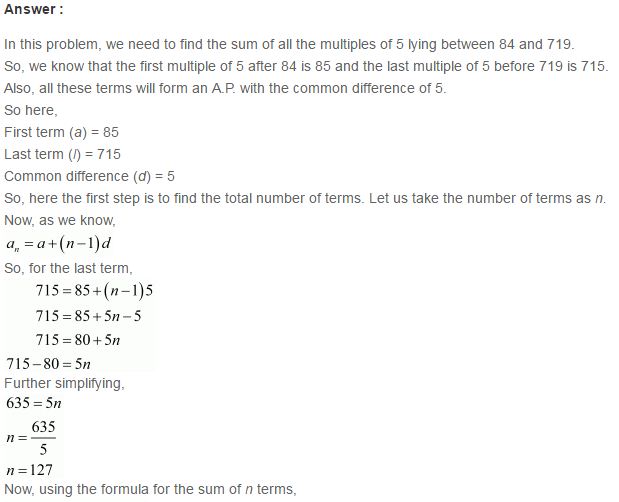 Answer :
In this problem, we need to find the sum of all the multiples of 5 lying between 84 and 719.
So, we know that the first multiple of 5 after 84 is 85 and the last multiple of 5 before 719 is 715.
Also, all these terms will form an A.P. with the common difference of 5.
So here,
First term (a) = 85
Last term (l) = 715
Common difference (d) = 5
So, here the first step is to find the total number of terms. Let us take the number of terms as n.
Now, as we know,
aₙ = a + (n − 1)d
So, for the last term,
715 = 85 + (n − 1)5
715 = 85 + 5n − 5
715 = 80 + 5n
715 − 80 = 5n
Further simplifying,
635 = 5n
n = 635/5
n = 127
Now, using the formula for the sum of n terms,